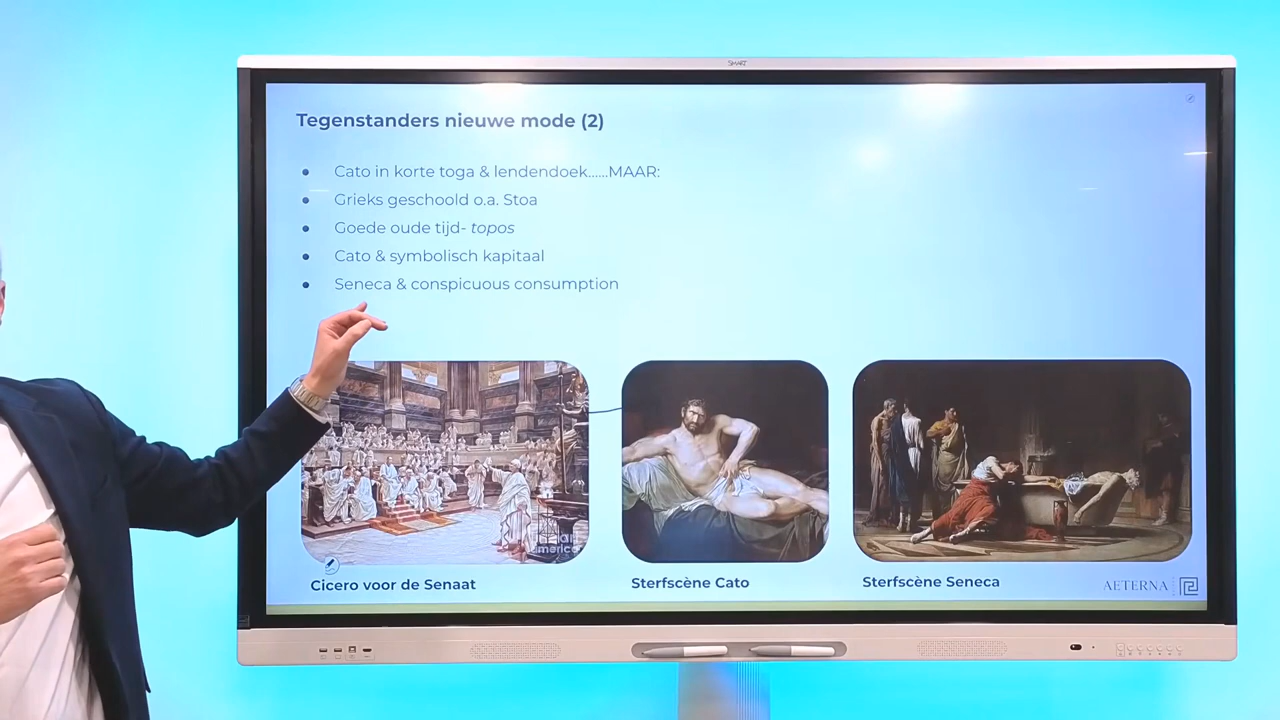 SMART
Tegenstanders nieuwe mode (2)
Cato in korte toga & lendendoek......MAAR:
Grieks geschoold o.a. Stoa
Goede oude tijd- topos
Cato & symbolisch kapitaal
Seneca & conspicuous consumption
Cicero voor de Senaat
Sterfscène Cato
Sterfscène Seneca
AETERNA